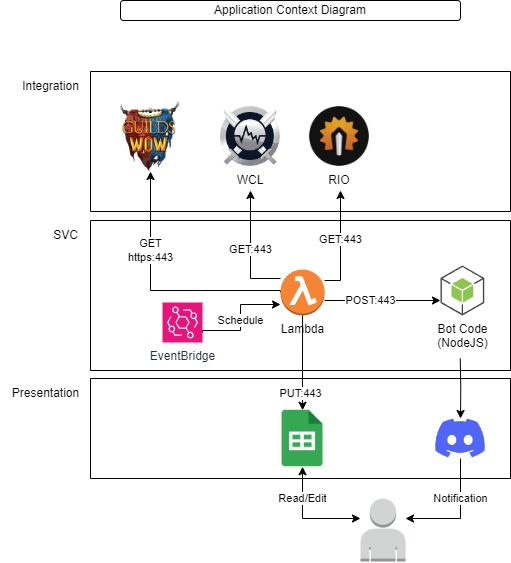 Application Context Diagram
Integration
GUILDS
WOW
WCL
RIO
SVC
GET
https:443
GET:443
GET:443
POST:443
Schedule
Lambda
Bot Code
(NodeJS)
EventBridge
Presentation
PUT:443
Read/Edit
Notification